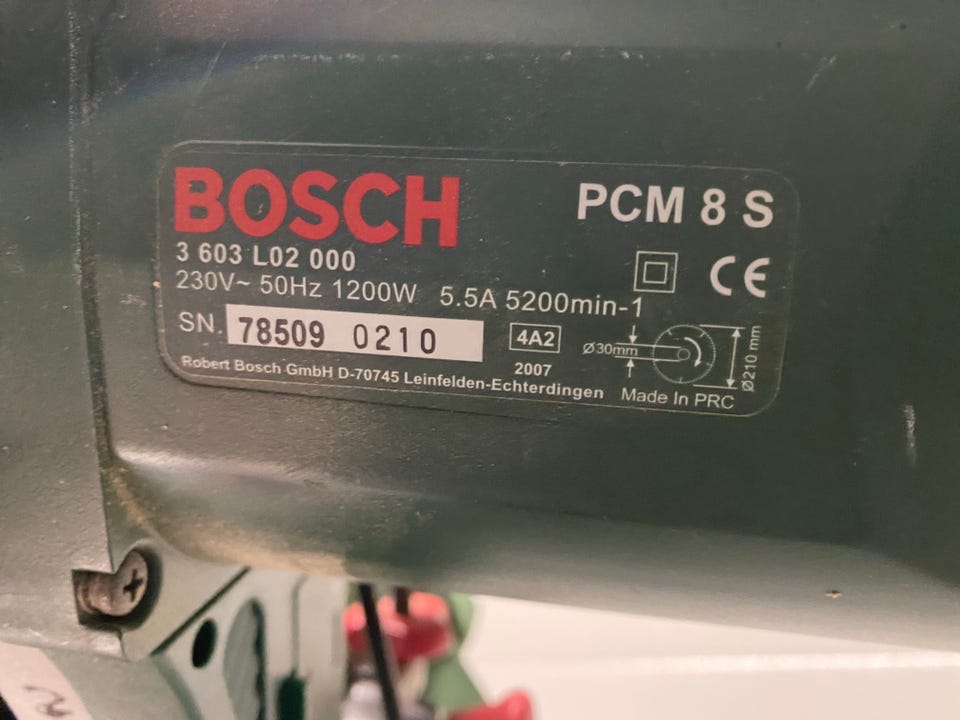 BOSCH
PCM 8 S
3 603 L02 000
230V~ 50Hz 1200W 5.5A 5200min-1
CE
SN. 78509 0210
4A2
2007
Ø30mm
Ø210 mm
Robert Bosch GmbH D-70745 Leinfelden-Echterdingen
Made In PRC